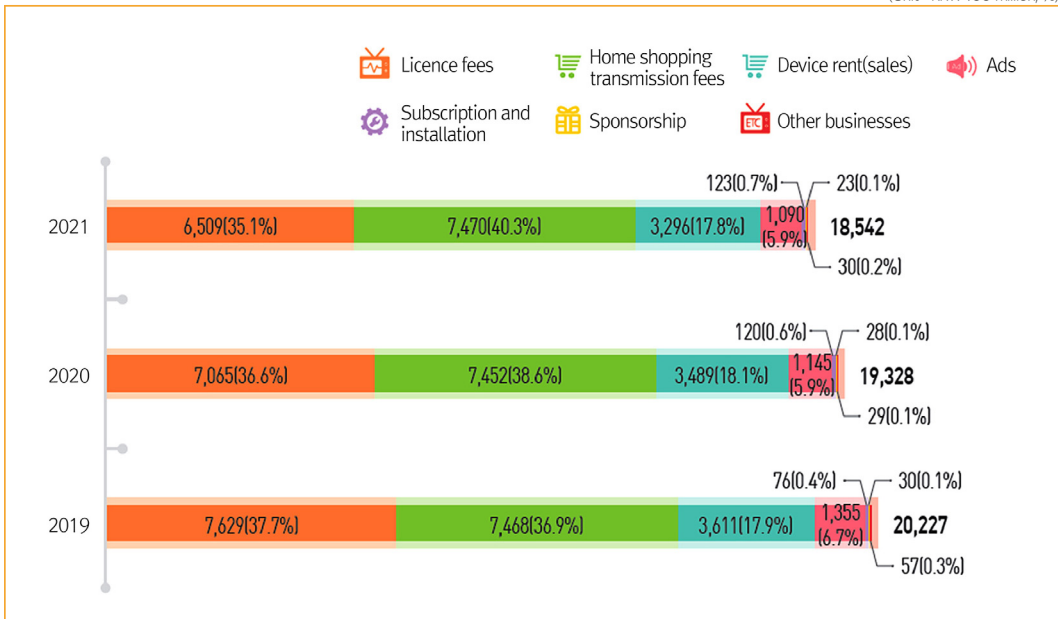 Licence fees
Home shopping
transmission fees
Device rent(sales)
Ad
Ads
Subscription and
installation
Sponsorship
ETC
Other businesses
123(0.7%)
23(0.1%)
2021
6,509(35.1%)
7,470(40.3%)
3,296(17.8%)
1,090
(5.9%)
18,542
30(0.2%)
120(0.6%)
28(0.1%)
2020
7,065(36.6%)
7,452(38.6%)
3,489(18.1%)
1,145
(5.9%)
19,328
29(0.1%)
76(0.4%)
30(0.1%)
2019
7,629(37.7%)
7,468(36.9%)
3,611(17.9%)
1,355
(6.7%)
20,227
57(0.3%)